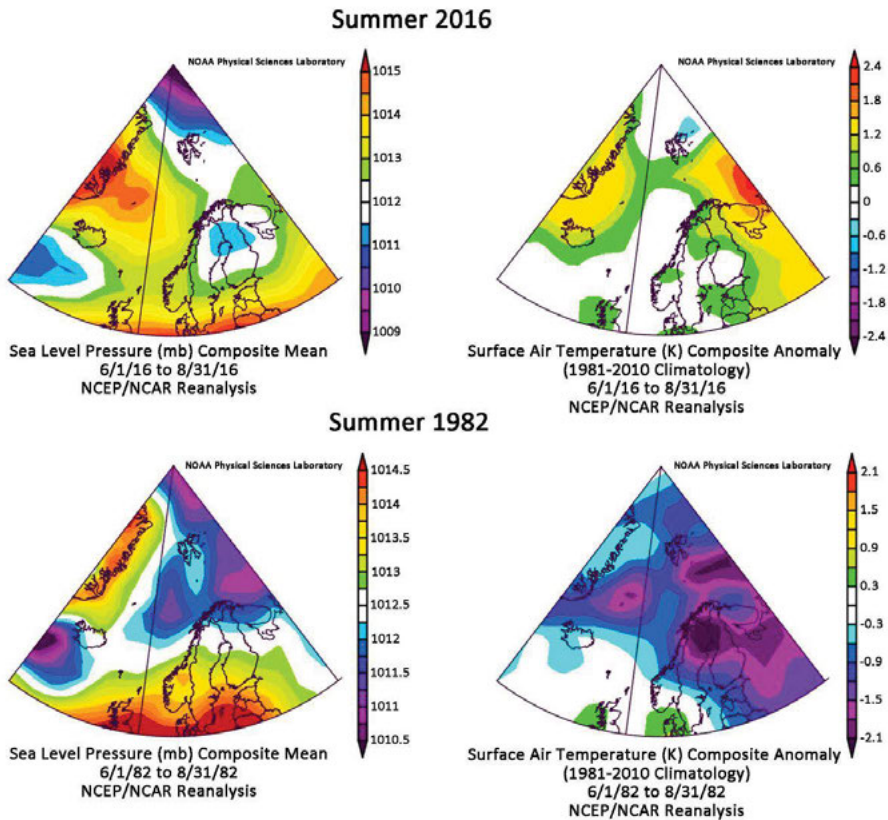 Summer 2016
NOAA Physical Sciences Laboratory
1015
1014
1013
1012
1011
1010
1009
Sea Level Pressure (mb) Composite Mean
6/1/16 to 8/31/16
NCEP/NCAR Reanalysis
NOAA Physical Sciences Laboratory
2.4
1.8
1.2
0.6
0
-0.6
-1.2
-1.8
-2.4
Surface Air Temperature (K) Composite Anomaly
(1981-2010 Climatology)
6/1/16 to 8/31/16
NCEP/NCAR Reanalysis
Summer 1982
NOAA Physical Sciences Laboratory
1014.5
1014
1013.5
1013
1012.5
1012
1011.5
1011
1010.5
Sea Level Pressure (mb) Composite Mean
6/1/82 to 8/31/82
NCEP/NCAR Reanalysis
NOAA Physical Sciences Laboratory
2.1
1.5
0.9
0.3
-0.3
-0.9
-1.5
-2.1
Surface Air Temperature (K) Composite Anomaly
(1981-2010 Climatology)
6/1/82 to 8/31/82
NCEP/NCAR Reanalysis